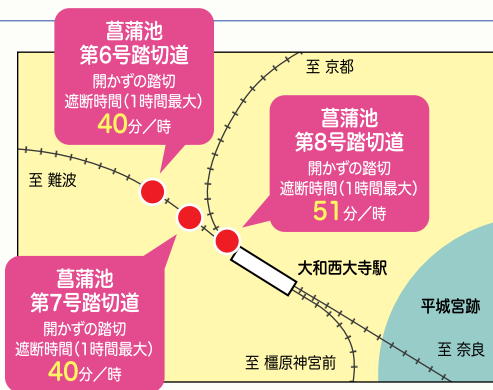 菖蒲池
第6号踏切道
開かずの踏切
遮断時間(1時間最大)
40分／時
至 京都
菖蒲池
第8号踏切道
開かずの踏切
遮断時間(1時間最大)
51分／時
至 難波
大和西大寺駅
菖蒲池
第7号踏切道
開かずの踏切
遮断時間(1時間最大)
40分／時
平城宮跡
至 奈良
至 橿原神宮前